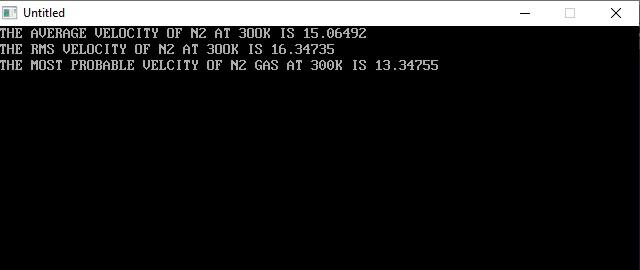 Untitled
THE AVERAGE VELOCITY OF N2 AT 300K IS 15.06492
THE RMS VELOCITY OF N2 AT 300K IS 16.34735
THE MOST PROBABLE VELCITY OF N2 GAS AT 300K IS 13.34755